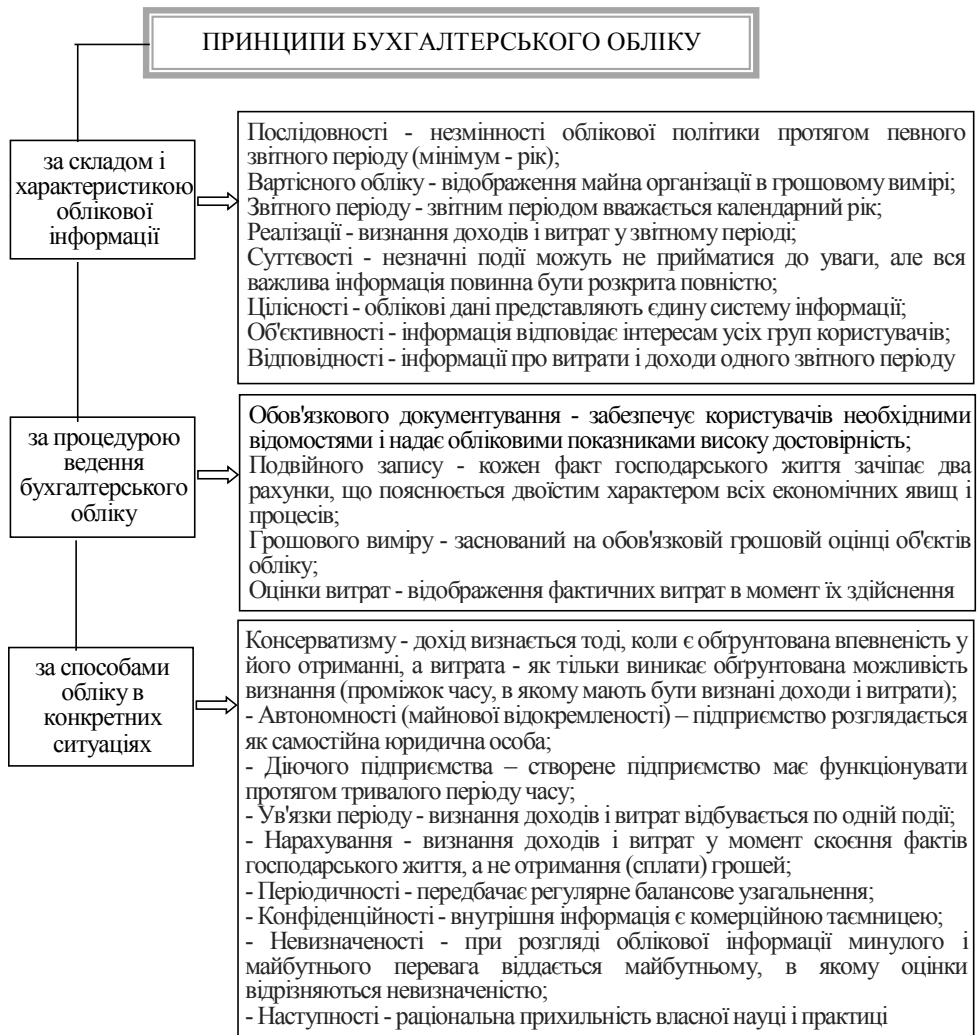 ПРИНЦИПИ БУХГАЛТЕРСЬКОГО ОБЛІКУ
за складом і
характеристикою
облікової
інформації
Послідовності - незмінності облікової політики протягом певного
звітного періоду (мінімум - рік);
Вартісного обліку - відображення майна організації в грошовому вимірі;
Звітного періоду - звітним періодом вважається календарний рік;
Реалізації - визнання доходів і витрат у звітному періоді;
Суттєвості - незначні події можуть не прийматися до уваги, але вся
важлива інформація повинна бути розкрита повністю;
Цілісності - облікові дані представляють єдину систему інформації;
Об'єктивності - інформація відповідає інтересам усіх груп користувачів;
Відповідності - інформації про витрати і доходи одного звітного періоду
за процедурою
ведення
бухгалтерського
обліку
Обов'язкового документування - забезпечує користувачів необхідними
відомостями і надає обліковими показниками високу достовірність;
Подвійного запису - кожен факт господарського життя зачіпає два
рахунки, що пояснюється двоїстим характером всіх економічних явищ і
процесів;
Грошового виміру - заснований на обов'язковій грошовій оцінці об'єктів
обліку;
Оцінки витрат - відображення фактичних витрат в момент їх здійснення
за способами
обліку в
конкретних
ситуаціях
Консерватизму - дохід визнається тоді, коли є обґрунтована впевненість у
його отриманні, а витрата - як тільки виникає обґрунтована можливість
визнання (проміжок часу, в якому мають бути визнані доходи і витрати);
- Автономності (майнової відокремленості) – підприємство розглядається
як самостійна юридична особа;
- Діючого підприємства – створене підприємство має функціонувати
протягом тривалого періоду часу;
- Ув'язки періоду - визнання доходів і витрат відбувається по одній події;
- Нарахування - визнання доходів і витрат у момент скоєння фактів
господарського життя, а не отримання (сплати) грошей;
- Періодичності - передбачає регулярне балансове узагальнення;
- Конфіденційності - внутрішня інформація є комерційною таємницею;
- Невизначеності - при розгляді облікової інформації минулого і
майбутнього перевага віддається майбутньому, в якому оцінки
відрізняються невизначеністю;
- Наступності - раціональна прихильність власної науці і практиці